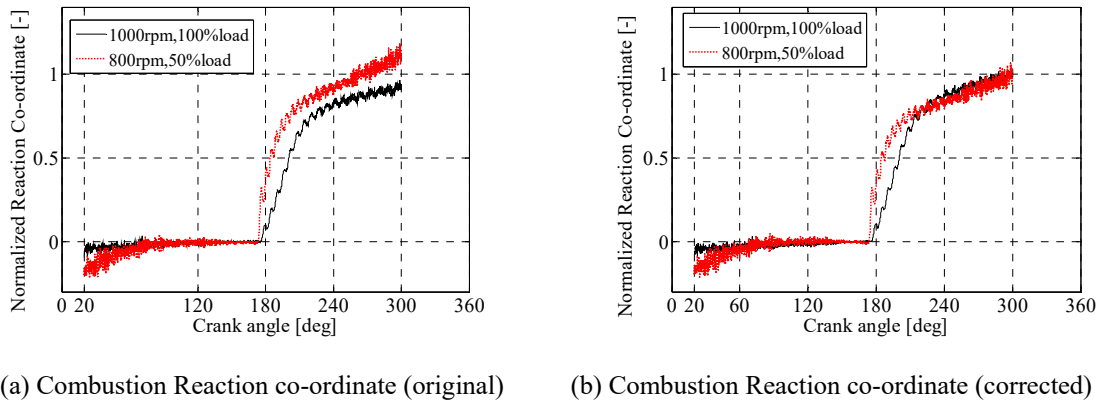 Normalized Reaction Co-ordinate [-]
1
0.5
0
1000rpm,100%load
800rpm,50%load
0 20 120 180 240 300 360
Crank angle [deg]
(a) Combustion Reaction co-ordinate (original)
Normalized Reaction Co-ordinate [-]
1
0.5
0
1000rpm,100%load
800rpm,50%load
0 20 60 120 180 240 300 360
Crank angle [deg]
(b) Combustion Reaction co-ordinate (corrected)